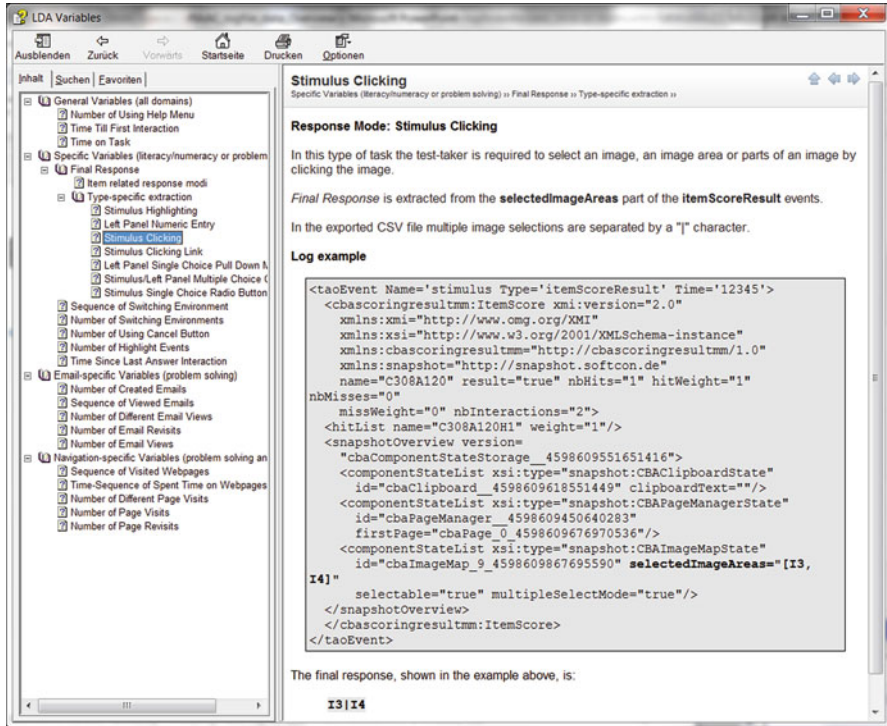 LDA Variables
Ausblenden Zurück Vorwärts Startseite Drucken Optionen
Inhalt Suchen Favoriten
General Variables (all domains)
Number of Using Help Menu
Time Till First Interaction
Time on Task
Specific Variables (literacy/numeracy or problem
Final Response
Item related response modi
Type-specific extraction
Stimulus Highlighting
Left Panel Numeric Entry
Stimulus Clicking
Stimulus Clicking Link
Left Panel Single Choice Pull Down
Stimulus/Left Panel Multiple Choice
Stimulus Single Choice Radio Button
Sequence of Switching Environment
Number of Switching Environments
Number of Using Cancel Button
Number of Highlight Events
Time Since Last Answer Interaction
Email-specific Variables (problem solving)
Number of Created Emails
Sequence of Viewed Emails
Number of Different Email Views
Number of Email Revisits
Number of Email Views
Navigation-specific Variables (problem solving an
Sequence of Visited Webpages
Time-Sequence of Spent Time on Webpages
Number of Different Page Visits
Number of Page Visits
Number of Page Revisits
Stimulus Clicking
Specific Variables (literacy/numeracy or problem solving) » Final Response » Type-specific extraction »
Response Mode: Stimulus Clicking
In this type of task the test-taker is required to select an image, an image area or parts of an image by
clicking the image.
Final Response is extracted from the selectedImageAreas part of the itemScoreResult events.
In the exported CSV file multiple image selections are separated by a "|" character.
Log example
<taoEvent Name='stimulus Type='itemScoreResult' Time='12345'>
<cbascoringresultmm:ItemScore xmi:version="2.0"
xmlns:xmi="http://www.omg.org/XMI"
xmlns:xsi="http://www.w3.org/2001/XMLSchema-instance"
xmlns:cbascoringresultmm="http://cbascoringresultmm/1.0"
xmlns:snapshot="http://snapshot.softcon.de"
name="C308A120" result="true" nbHits="1" hitWeight="1"
nbMisses="0"
missWeight="0" nbInteractions="2">
<hitList name="C308A120H1" weight="1"/>
<snapshotOverview version=
"cbaComponentStateStorage__4598609551651416">
<componentStateList xsi:type="snapshot:CBAClipboardState"
id="cbaClipboard__4598609618551449" clipboardText=""/>
<componentStateList xsi:type="snapshot:CBAPageManagerState"
id="cbaPageManager__4598609450640283"
firstPage="cbaPage_0_4598609676970536"/>
<componentStateList xsi:type="snapshot:CBAImageMapState"
id="cbaImageMap_9_4598609867695590" selectedImageAreas="[I3,
I4]"
selectable="true" multipleSelectMode="true"/>
</snapshotOverview>
</cbascoringresultmm:ItemScore>
</taoEvent>
The final response, shown in the example above, is:
I3|I4